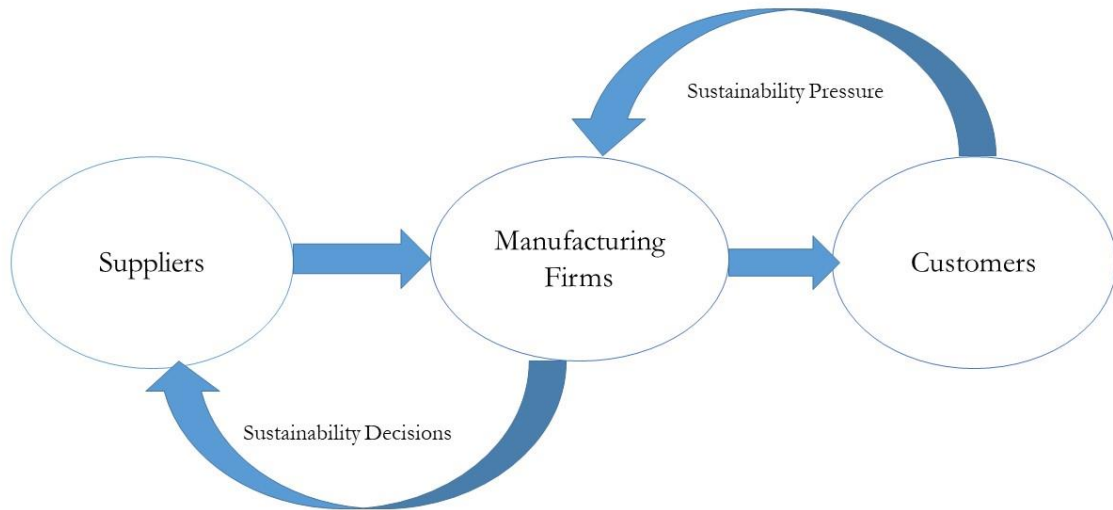 Sustainability Pressure
Suppliers
Manufacturing
Firms
Customers
Sustainability Decisions